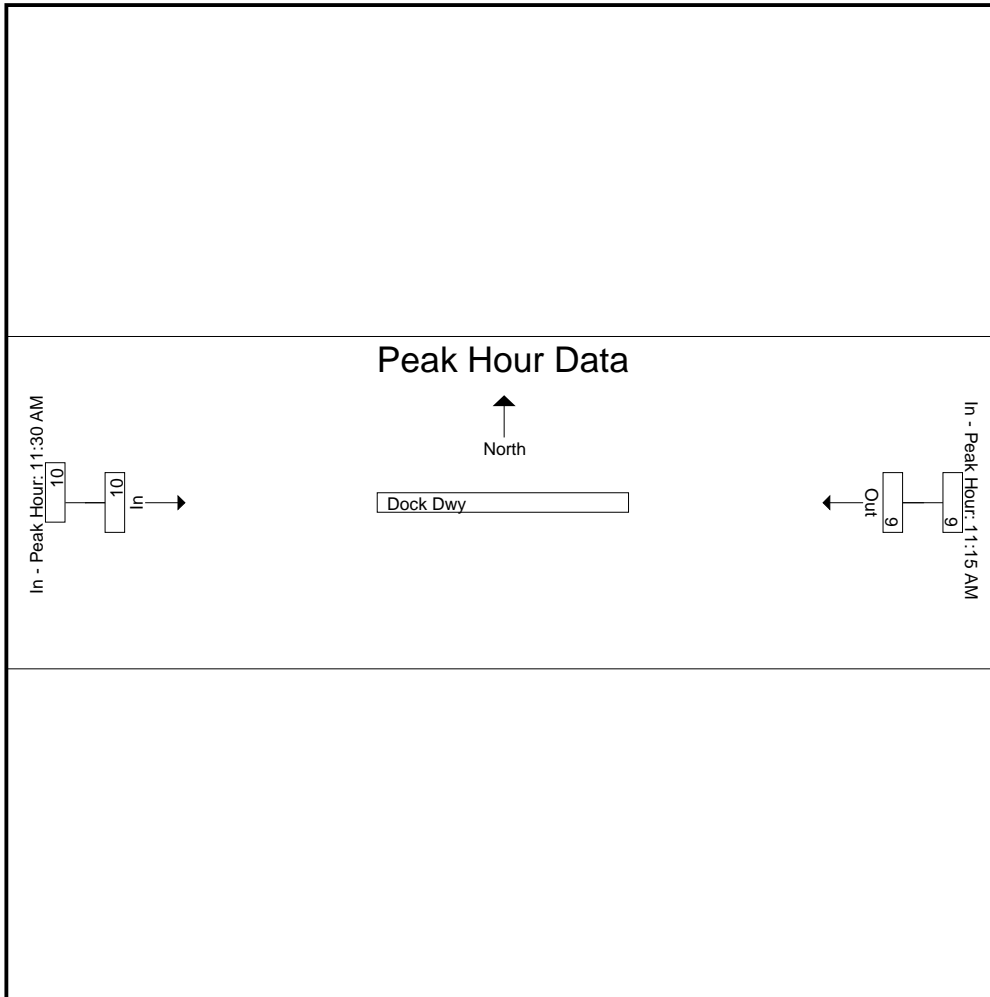 Peak Hour Data
North
Dock Dwy
In - Peak Hour: 11:30 AM
10
10
In
Out
9
9
In - Peak Hour: 11:15 AM